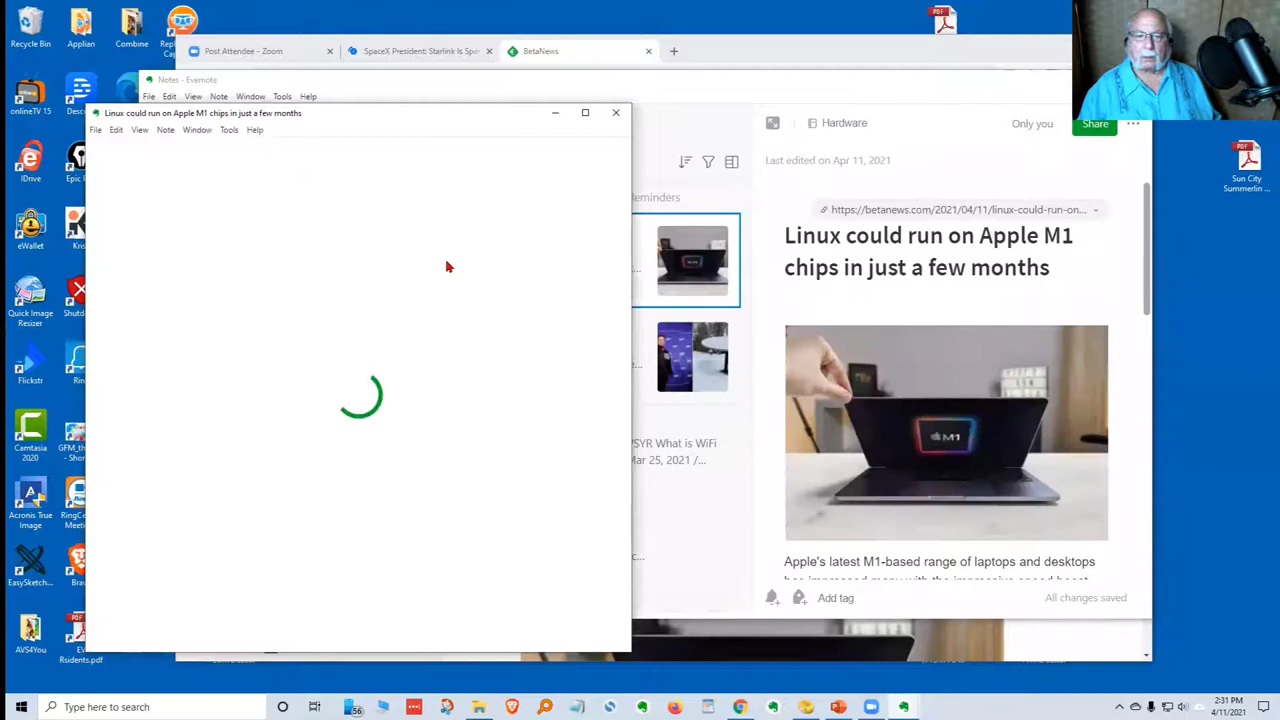 Recycle Bin
Applian
Combine
onlineTV 15
IDrive
eWallet
Quick Image
Resizer
Flickstr
Camtasia
2020
Acronis True
Image
EasySketch...
AVS4You
Post Attendee - Zoom
SpaceX President: Starlink Is Spe
BetaNews
Notes - Evernote
File Edit View Note Window Tools Help
Linux could run on Apple M1 chips in just a few months
File Edit View Note Window Tools Help
Reminders
What is WiFi
Mar 25, 2021 /...
Hardware
Only you
Share
Last edited on Apr 11, 2021
https://betanews.com/2021/04/11/linux-could-run-on...
Linux could run on Apple M1
chips in just a few months
M1
Apple's latest M1-based range of laptops and desktops
Add tag
All changes saved
Sun City
Summerlin ...
Type here to search
56
2:31 PM
4/11/2021